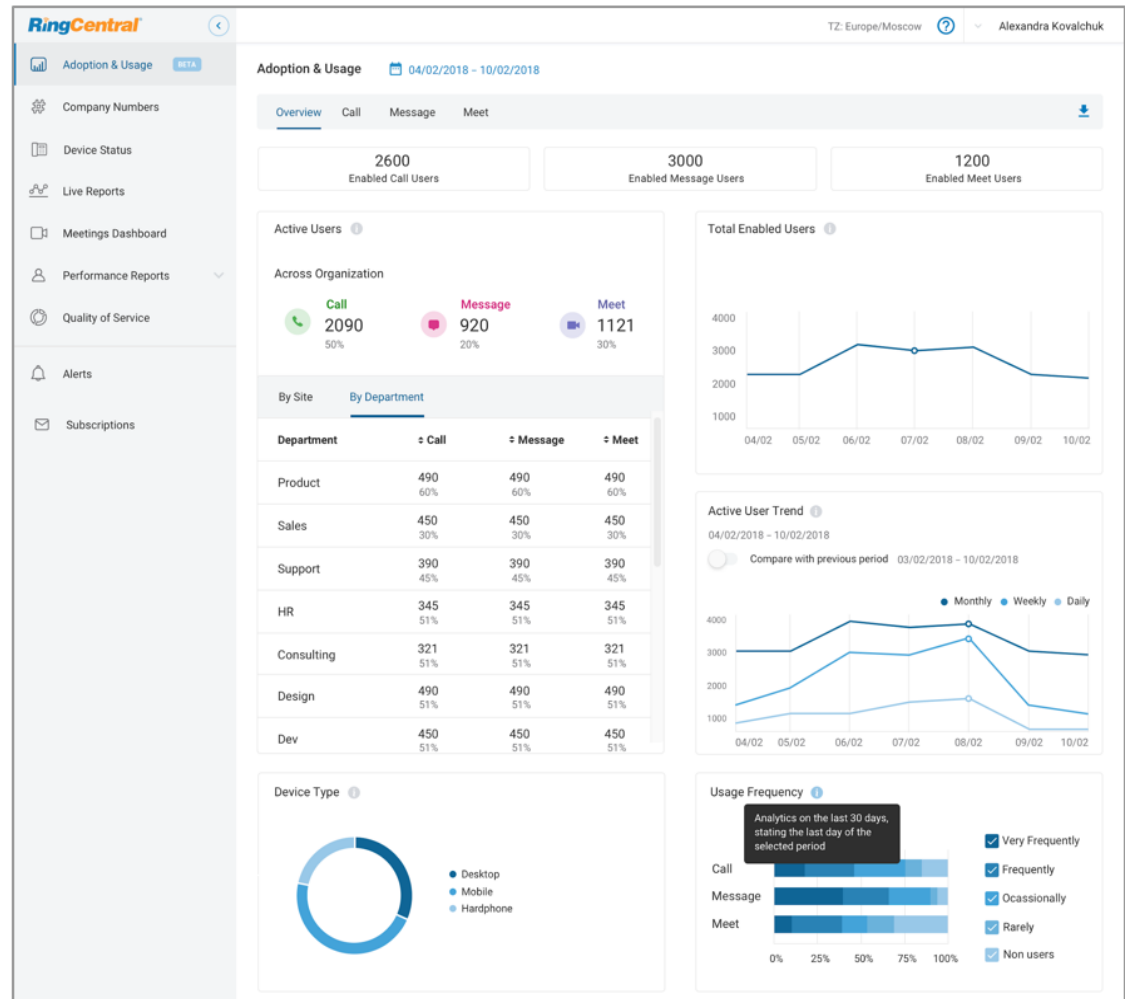 RingCentral
TZ: Europe/Moscow
Alexandra Kovalchuk
Adoption & Usage BETA
Company Numbers
Device Status
Live Reports
Meetings Dashboard
Performance Reports
Quality of Service
Alerts
Subscriptions
Adoption & Usage 04/02/2018 – 10/02/2018
Overview Call Message Meet
2600
Enabled Call Users
3000
Enabled Message Users
1200
Enabled Meet Users
Active Users
Across Organization
Call
2090
50%
Message
920
20%
Meet
1121
30%
By Site By Department
Department Call Message Meet
Product 490 490 490
60% 60% 60%
Sales 450 450 450
30% 30% 30%
Support 390 390 390
45% 45% 45%
HR 345 345 345
51% 51% 51%
Consulting 321 321 321
51% 51% 51%
Design 490 490 490
51% 51% 51%
Dev 450 450 450
51% 51% 51%
Total Enabled Users
4000
3000
2000
1000
04/02 05/02 06/02 07/02 08/02 09/02 10/02
Active User Trend
04/02/2018 – 10/02/2018
Compare with previous period 03/02/2018 – 10/02/2018
Monthly Weekly Daily
4000
3000
2000
1000
04/02 05/02 06/02 07/02 08/02 09/02 10/02
Device Type
Desktop
Mobile
Hardphone
Usage Frequency
Analytics on the last 30 days,
stating the last day of the
selected period
Call
Message
Meet
0% 25% 50% 75% 100%
Very Frequently
Frequently
Ocassionally
Rarely
Non users